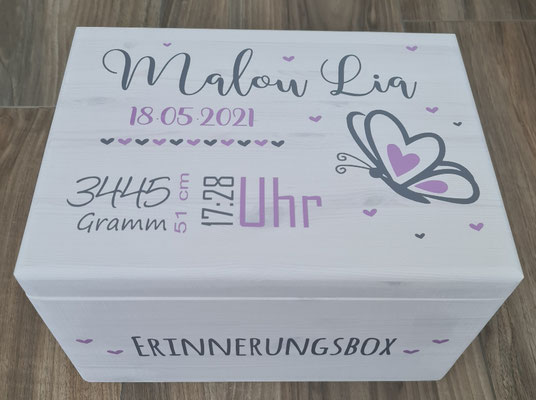 Malou Lia
18·05·2021
3445
Gramm
51 cm
17:28
Uhr
ERINNERUNGSBOX